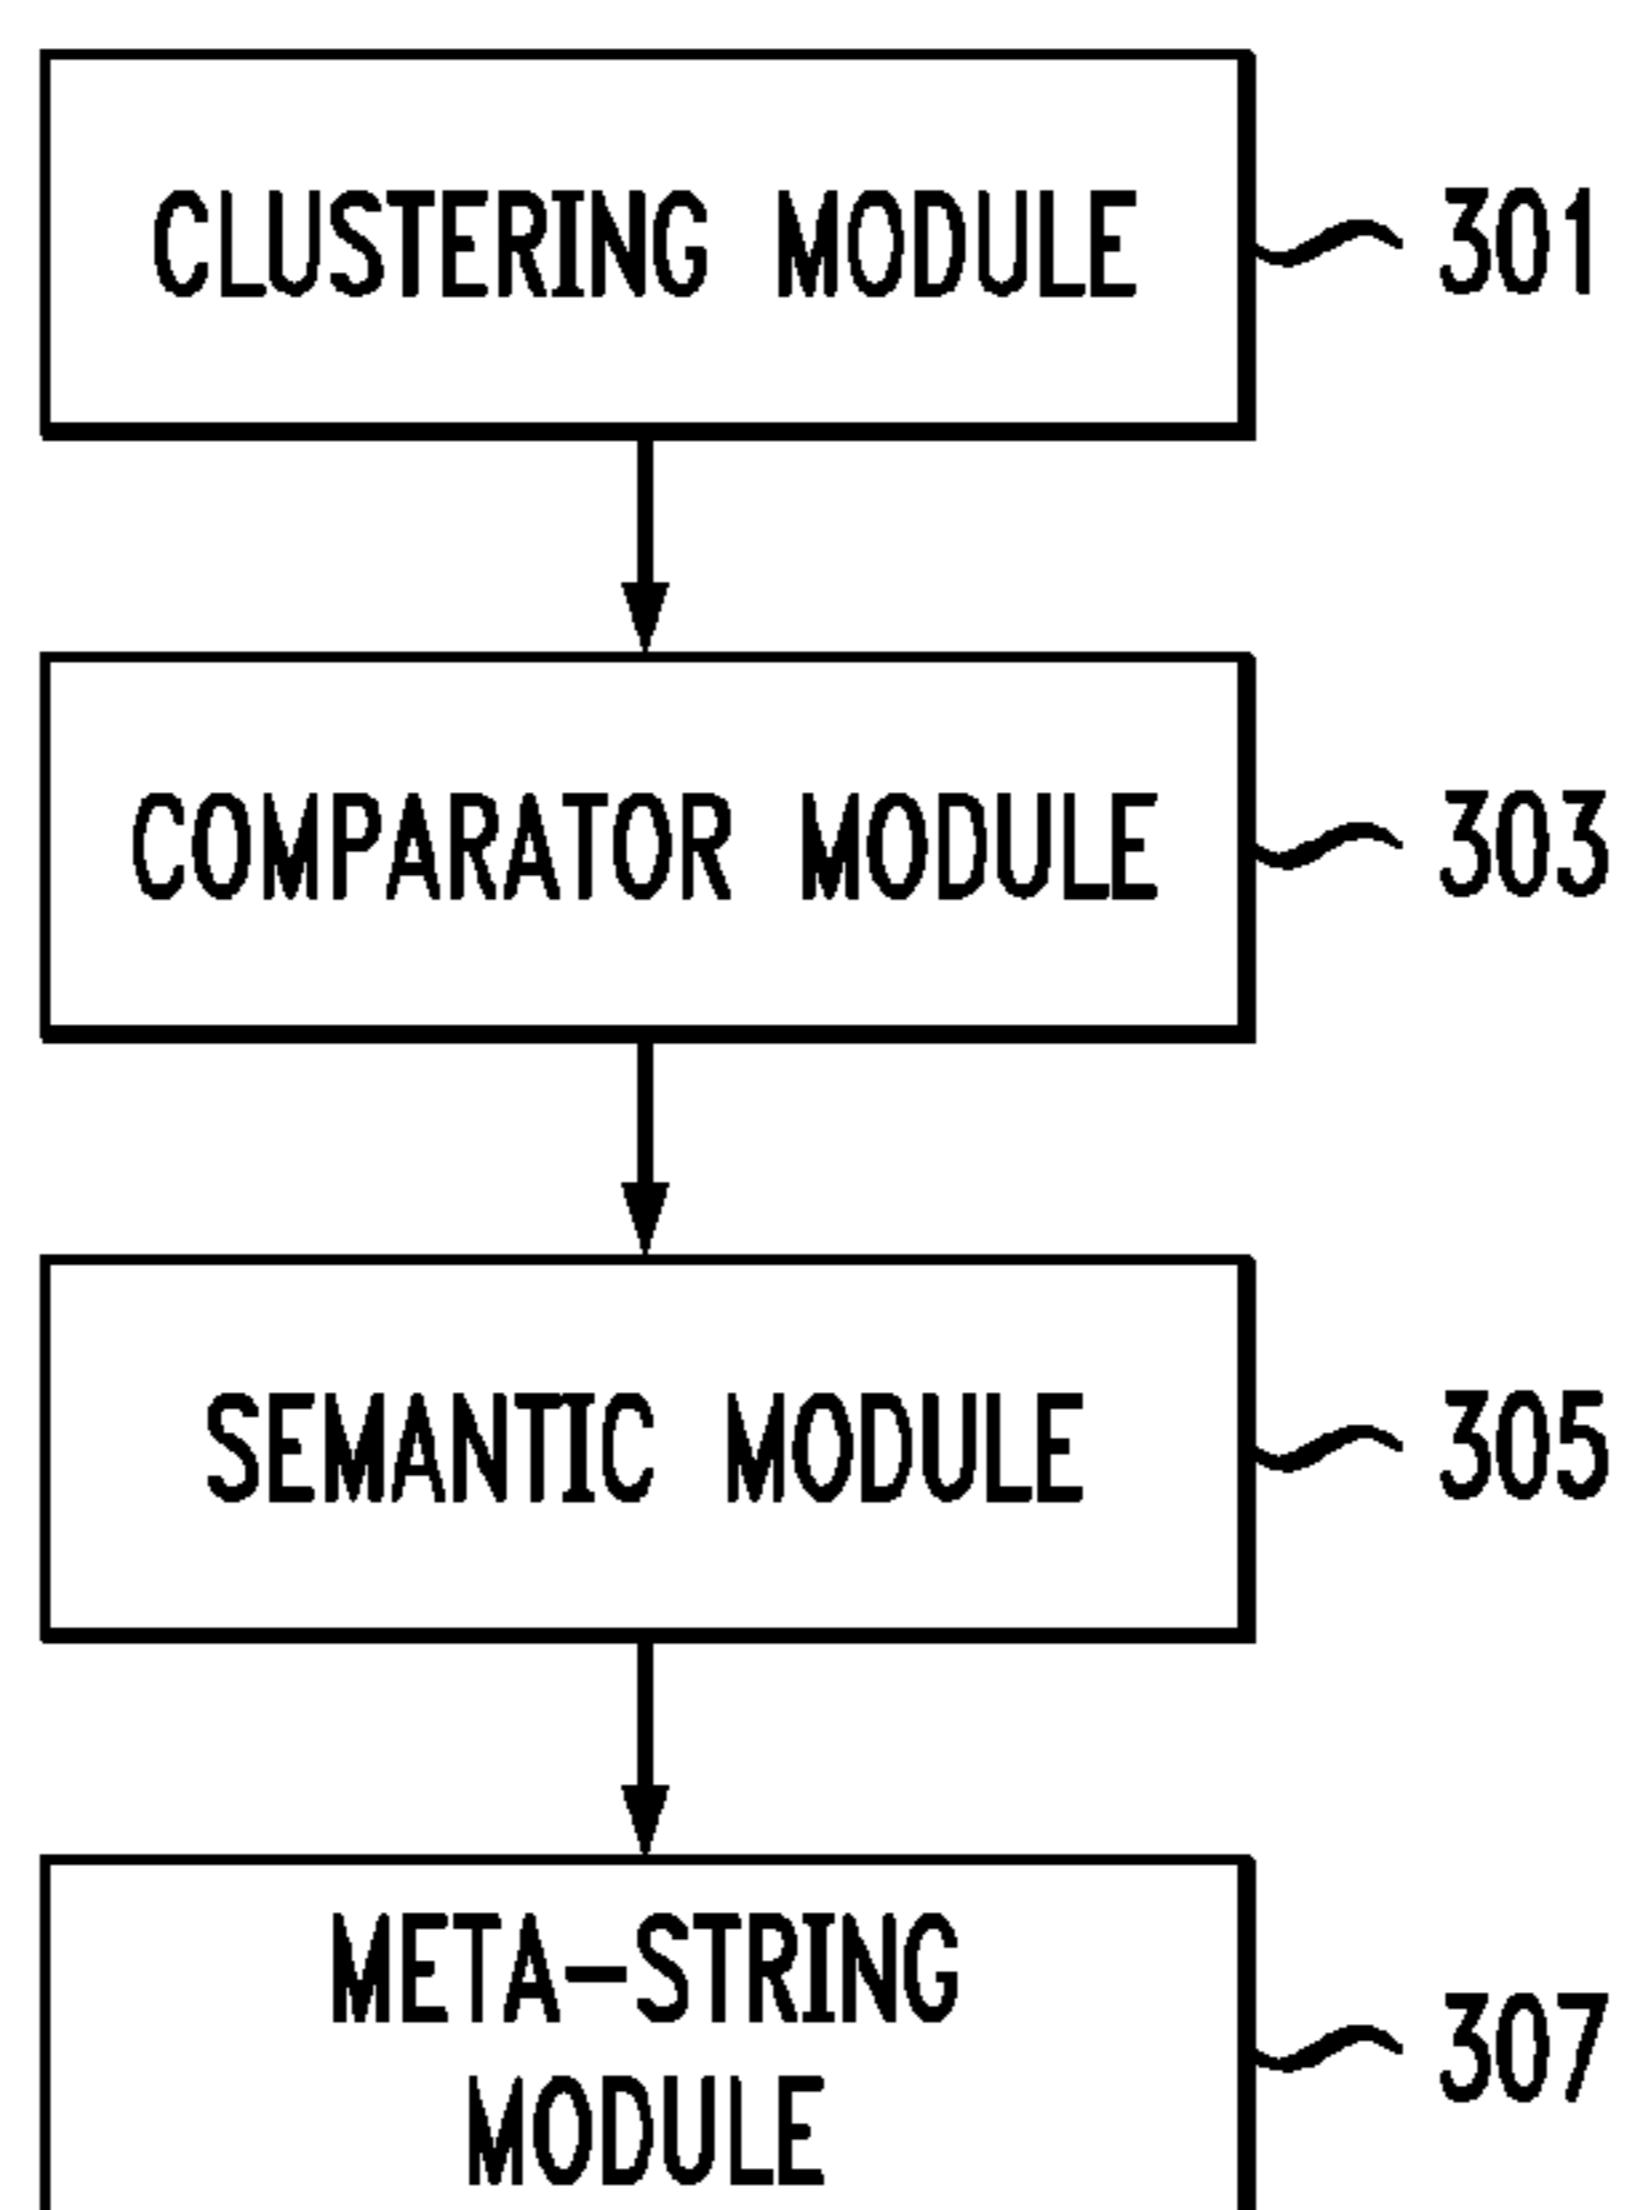 CLUSTERING MODULE
301
COMPARATOR MODULE
303
SEMANTIC MODULE
305
META-STRING
MODULE
307